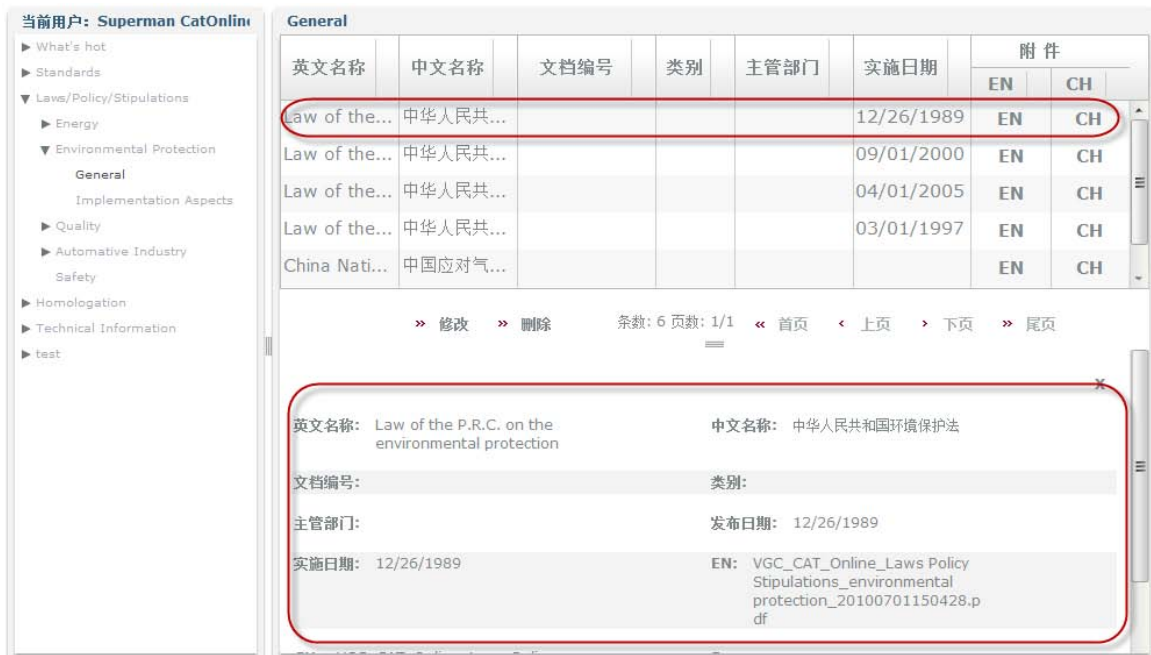 当前用户: Superman CatOnline
What's hot
Standards
Laws/Policy/Stipulations
Energy
Environmental Protection
General
Implementation Aspects
Quality
Automative Industry
Safety
Homologation
Technical Information
test
General
英文名称 中文名称 文档编号 类别 主管部门 实施日期 附 件
EN CH
Law of the... 中华人民共... 12/26/1989 EN CH
Law of the... 中华人民共... 09/01/2000 EN CH
Law of the... 中华人民共... 04/01/2005 EN CH
Law of the... 中华人民共... 03/01/1997 EN CH
China Nati... 中国应对气... EN CH
» 修改 » 删除 条数: 6 页数: 1/1 « 首页 ‹ 上页 › 下页 » 尾页
x
英文名称: Law of the P.R.C. on the
environmental protection
中文名称: 中华人民共和国环境保护法
文档编号: 类别:
主管部门: 发布日期: 12/26/1989
实施日期: 12/26/1989
EN: VGC_CAT_Online_Laws Policy
Stipulations_environmental
protection_20100701150428.p
df